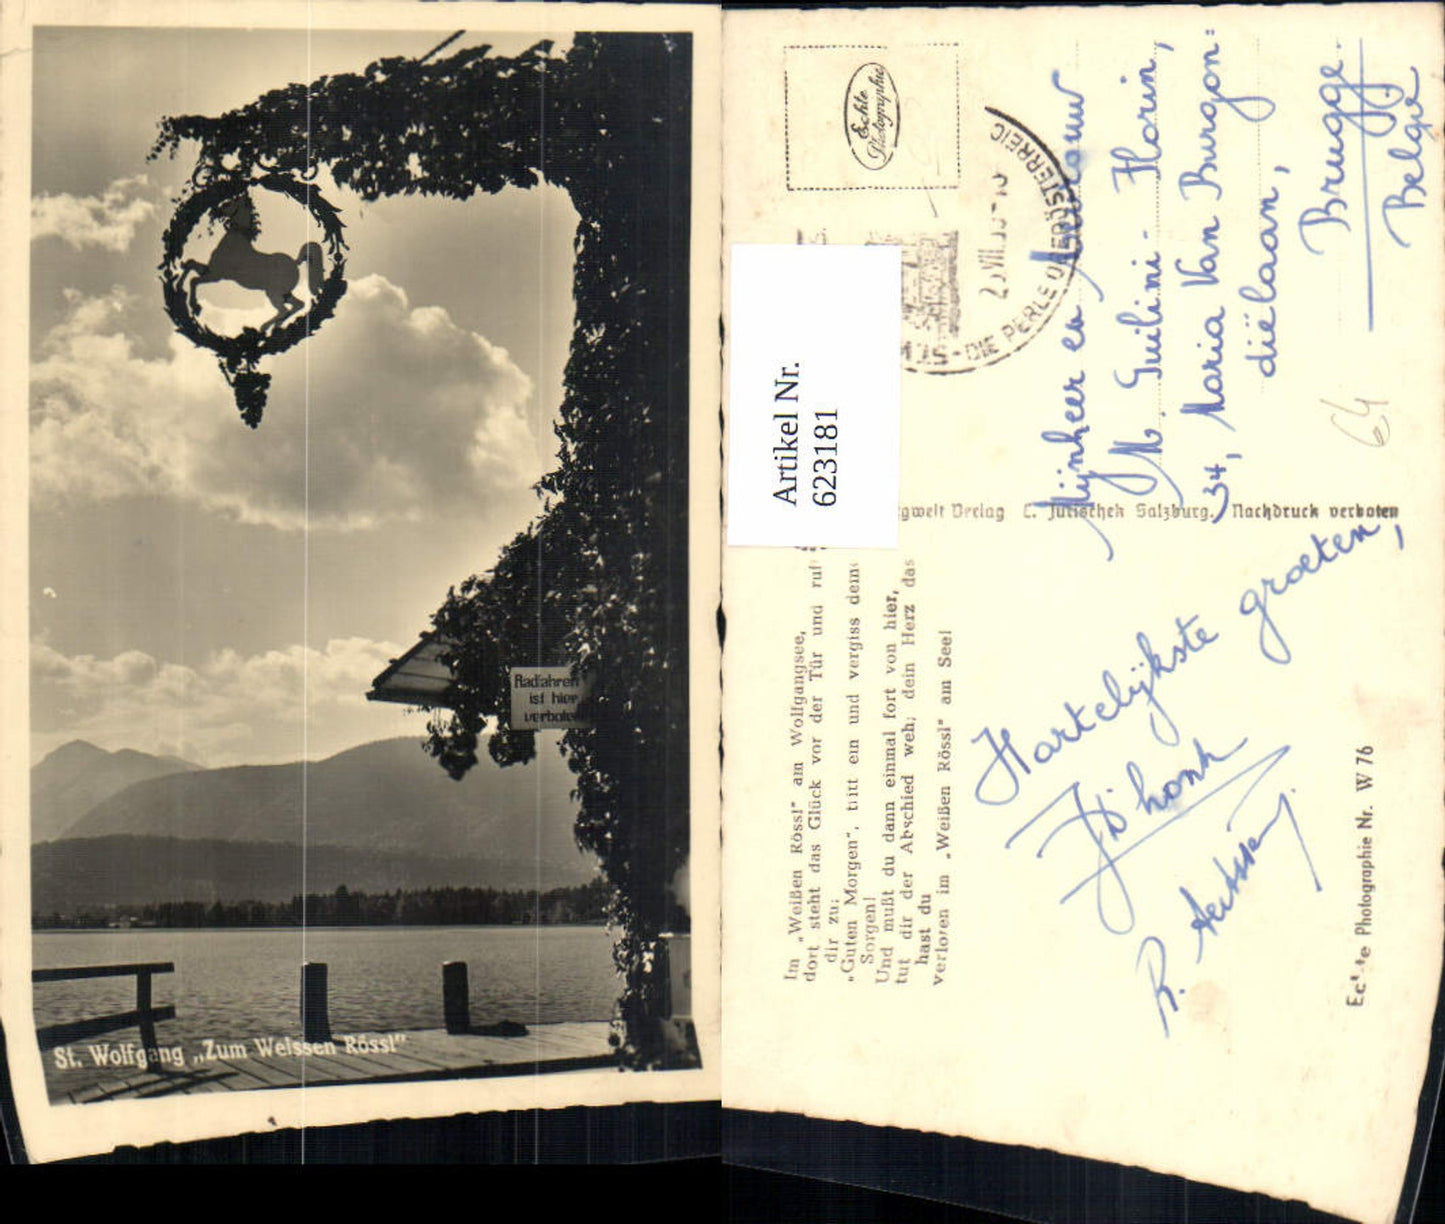 Radfahren
ist hier
verboten
St. Wolfgang „Zum Weissen Rössl"
Echte
Photographie
DIE PERLE OBERÖSTERREIC
Artikel Nr.
623181
Mijnheer en Mevrouw
M. Guilini - Florin,
34, Maria Van Burgon:
diëlaan,
Brugge.
Belgie
64
gwelt Verlag C. Jurischek Salzburg. Nachdruck verboten
Im „Weißen Rössl" am Wolfgangsee,
dort steht das Glück vor der Tür und ruf
dir zu:
„Guten Morgen", tritt ein und vergiss dein
Sorgen!
Und mußt du dann einmal fort von hier,
tut dir der Abschied weh; dein Herz das
hast du
verloren im „Weißen Rössl" am See!
Hartelijkste groeten,
R.
Echte Photographie Nr. W 76